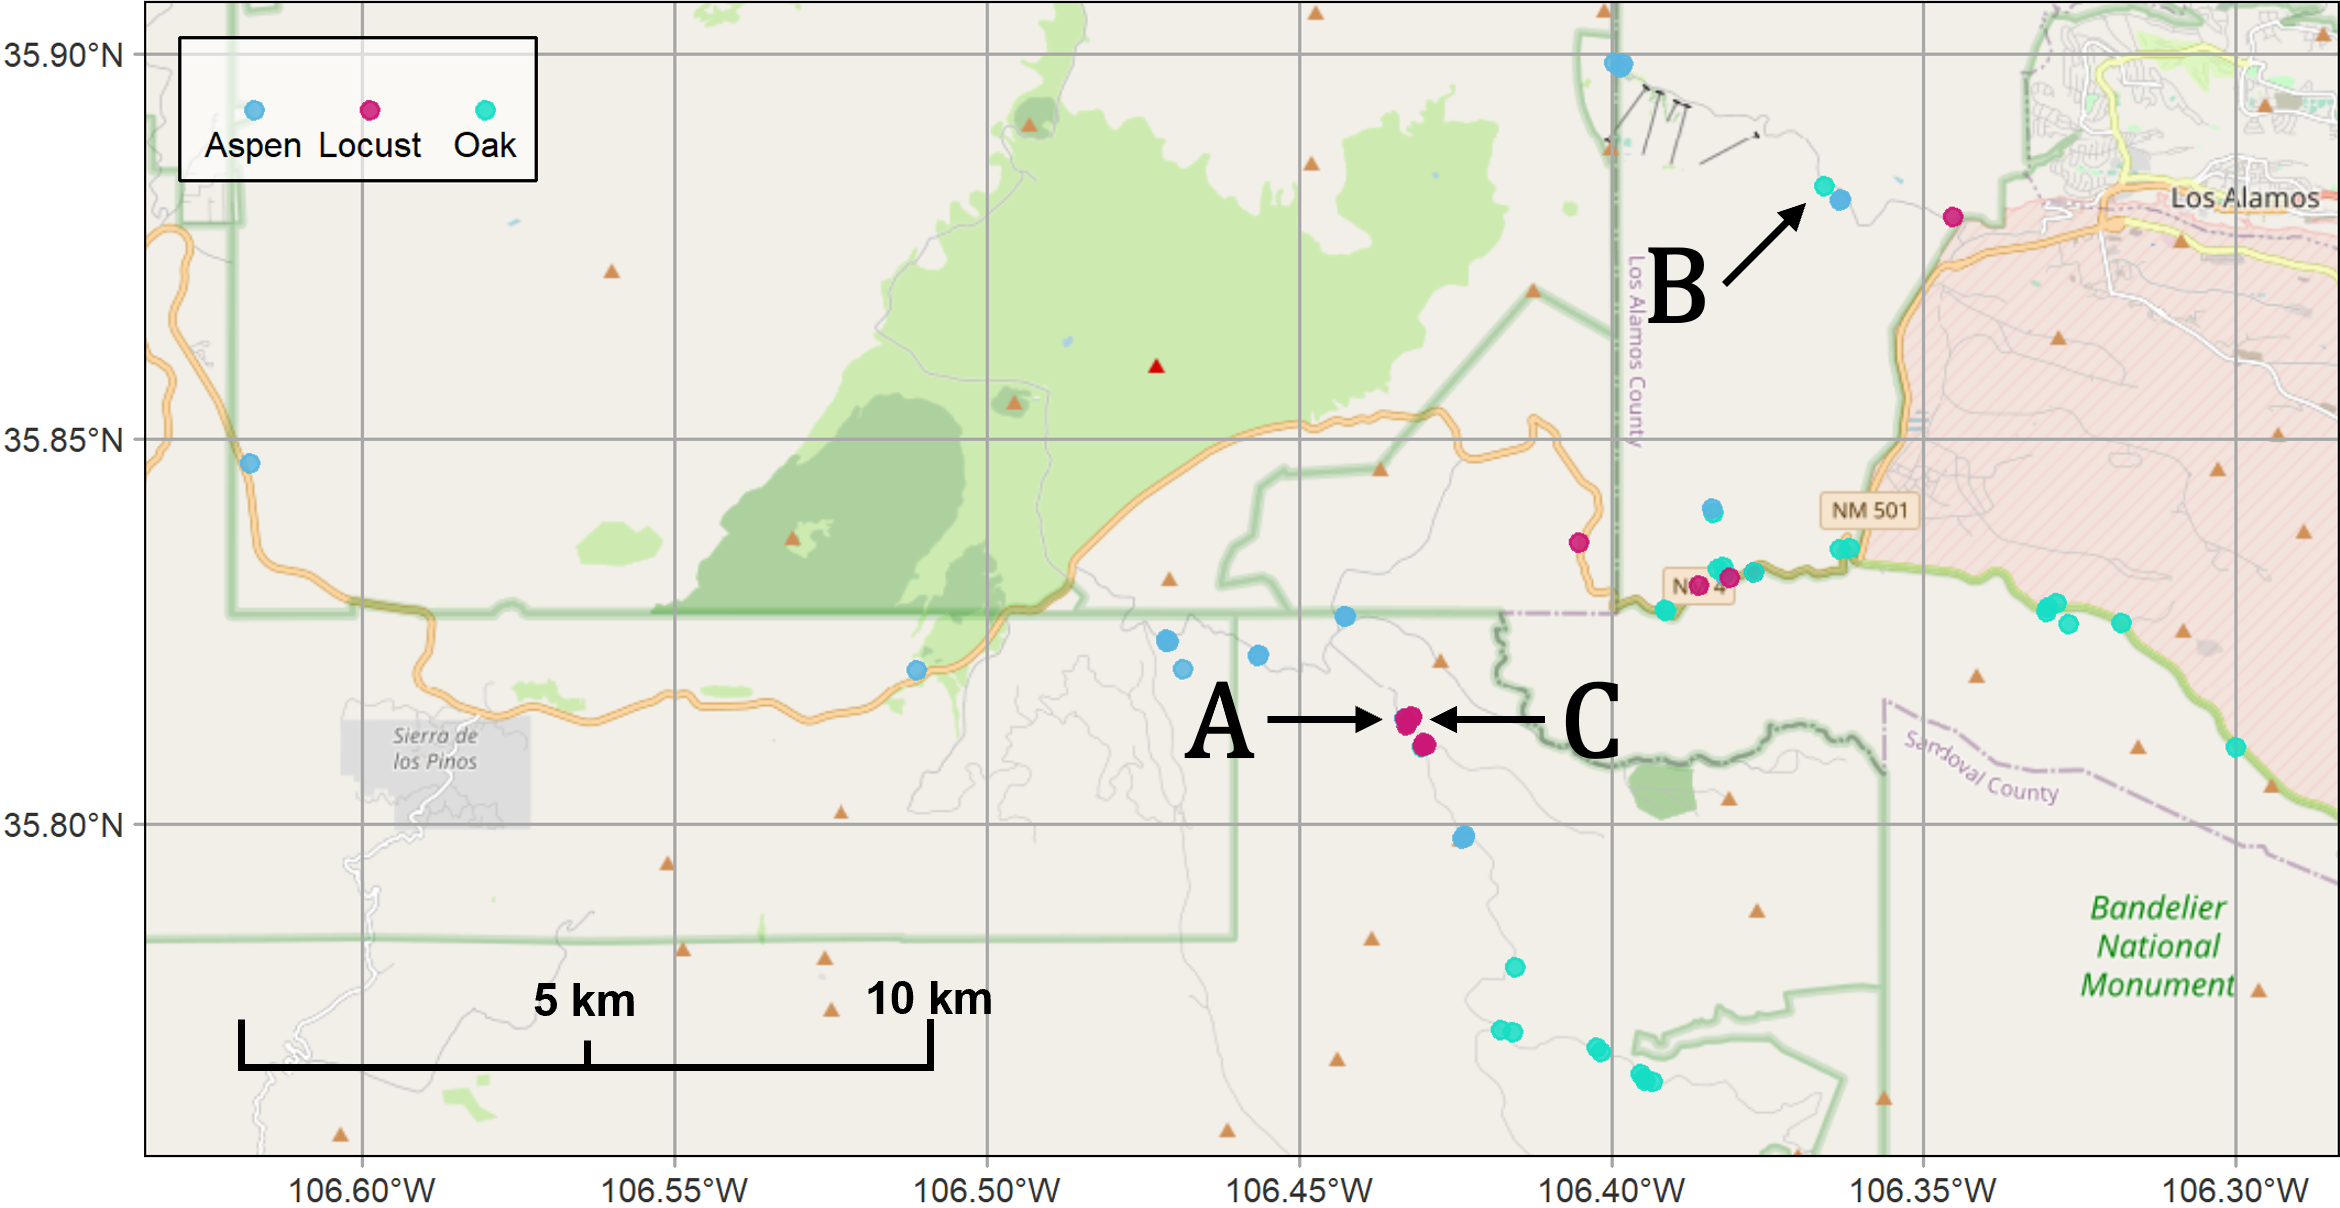 35.90°N
Aspen Locust Oak
Los Alamos
B
Los Alamos County
35.85°N
NM 501
NM 4
A
C
Sierra de
los Pinos
Sandoval County
35.80°N
Bandelier
National
Monument
5 km
10 km
106.60°W 106.55°W 106.50°W 106.45°W 106.40°W 106.35°W 106.30°W